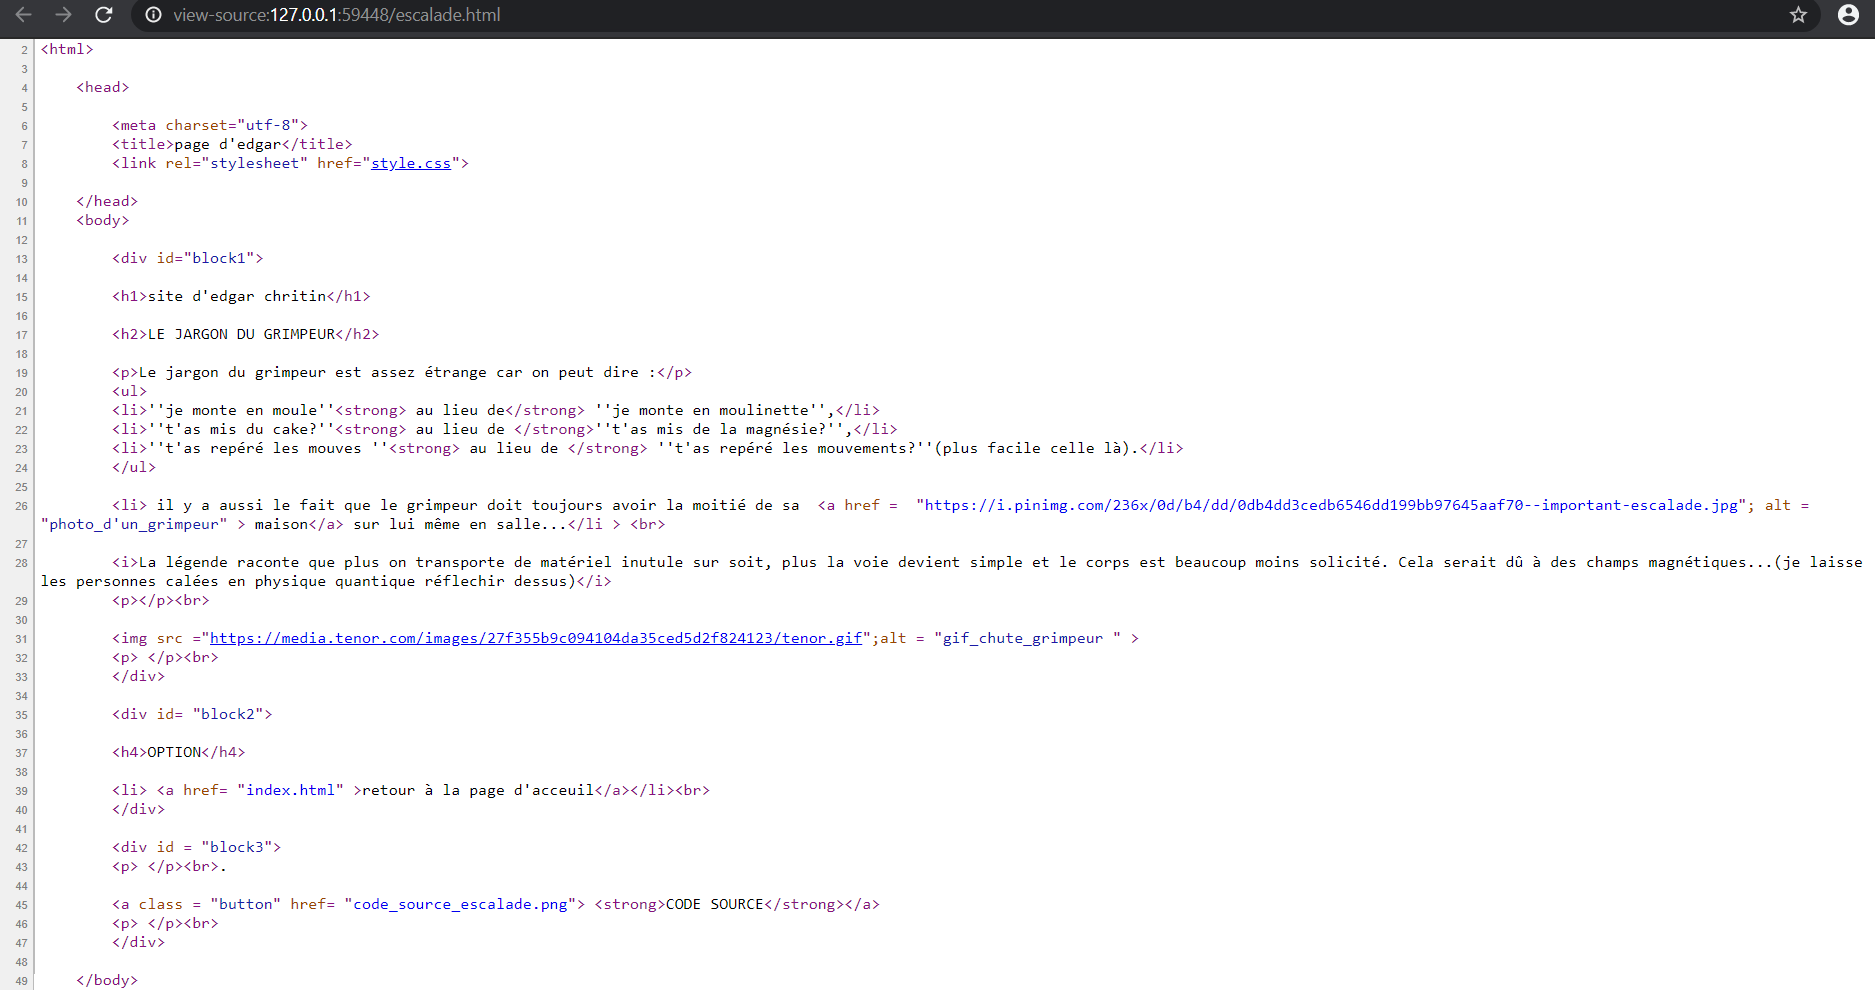 view-source:127.0.0.1:59448/escalade.html
2 <html>
3
4 <head>
5
6 <meta charset="utf-8">
7 <title>page d'edgar</title>
8 <link rel="stylesheet" href="style.css">
9
10 </head>
11 <body>
12
13 <div id="block1">
14
15 <h1>site d'edgar chritin</h1>
16
17 <h2>LE JARGON DU GRIMPEUR</h2>
18
19 <p>Le jargon du grimpeur est assez étrange car on peut dire :</p>
20 <ul>
21 <li>''je monte en moule''<strong> au lieu de</strong> ''je monte en moulinette'',</li>
22 <li>''t'as mis du cake?''<strong> au lieu de </strong>''t'as mis de la magnésie?'',</li>
23 <li>''t'as repéré les mouves ''<strong> au lieu de </strong> ''t'as repéré les mouvements?''(plus facile celle là).</li>
24 </ul>
25
26 <li> il y a aussi le fait que le grimpeur doit toujours avoir la moitié de sa  <a href =  "https://i.pinimg.com/236x/0d/b4/dd/0db4dd3cedb6546dd199bb97645aaf70--important-escalade.jpg"; alt =
"photo_d'un_grimpeur" > maison</a> sur lui même en salle...</li > <br>
27
28 <i>La légende raconte que plus on transporte de matériel inutule sur soit, plus la voie devient simple et le corps est beaucoup moins solicité. Cela serait dû à des champs magnétiques...(je laisse
les personnes calées en physique quantique réflechir dessus)</i>
29 <p></p><br>
30
31 <img src ="https://media.tenor.com/images/27f355b9c094104da35ced5d2f824123/tenor.gif";alt = "gif_chute_grimpeur " >
32 <p> </p><br>
33 </div>
34
35 <div id= "block2">
36
37 <h4>OPTION</h4>
38
39 <li> <a href= "index.html" >retour à la page d'acceuil</a></li><br>
40 </div>
41
42 <div id = "block3">
43 <p> </p><br>.
44
45 <a class = "button" href= "code_source_escalade.png"> <strong>CODE SOURCE</strong></a>
46 <p> </p><br>
47 </div>
48
49 </body>